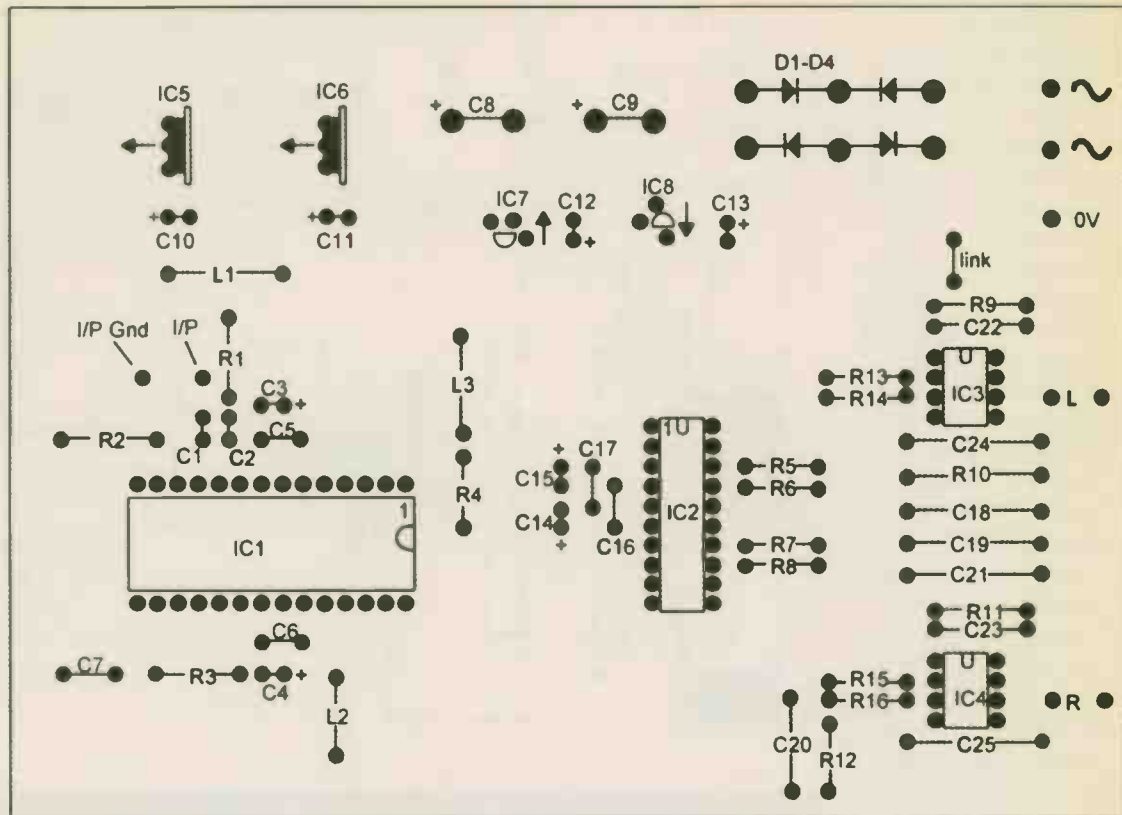 D1-D4
IC5
IC6
+ C8
+ C9
IC7
C12
IC8
C13
+
+
0V
+
C10
+
C11
L1
link
R9
C22
I/P Gnd
I/P
R1
L3
C3
+
U
IC3
R13
R14
L
R2
C1
C2
C5
1U
IC2
C24
R4
C15
+
C17
R5
R6
R10
C14
+
C16
C18
1
IC1
R7
R8
C19
C21
C6
R11
C23
C7
R3
C4
+
L2
U
IC4
R15
R16
R
C20
R12
C25